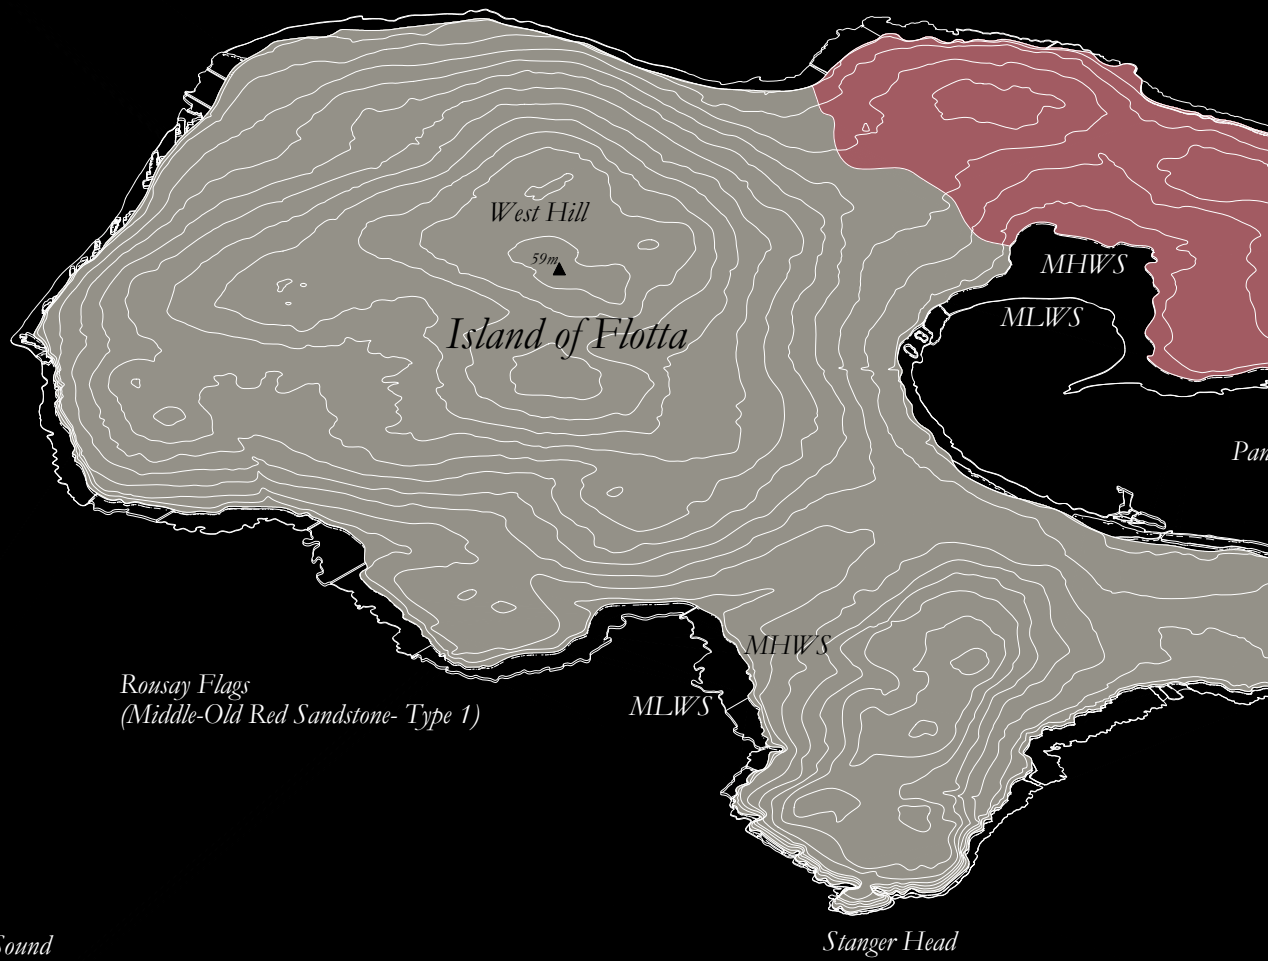 West Hill
59m
MHWS
MLWS
Island of Flotta
MHWS
Rousay Flags
(Middle-Old Red Sandstone- Type 1)
MLWS
Stanger Head
Sound